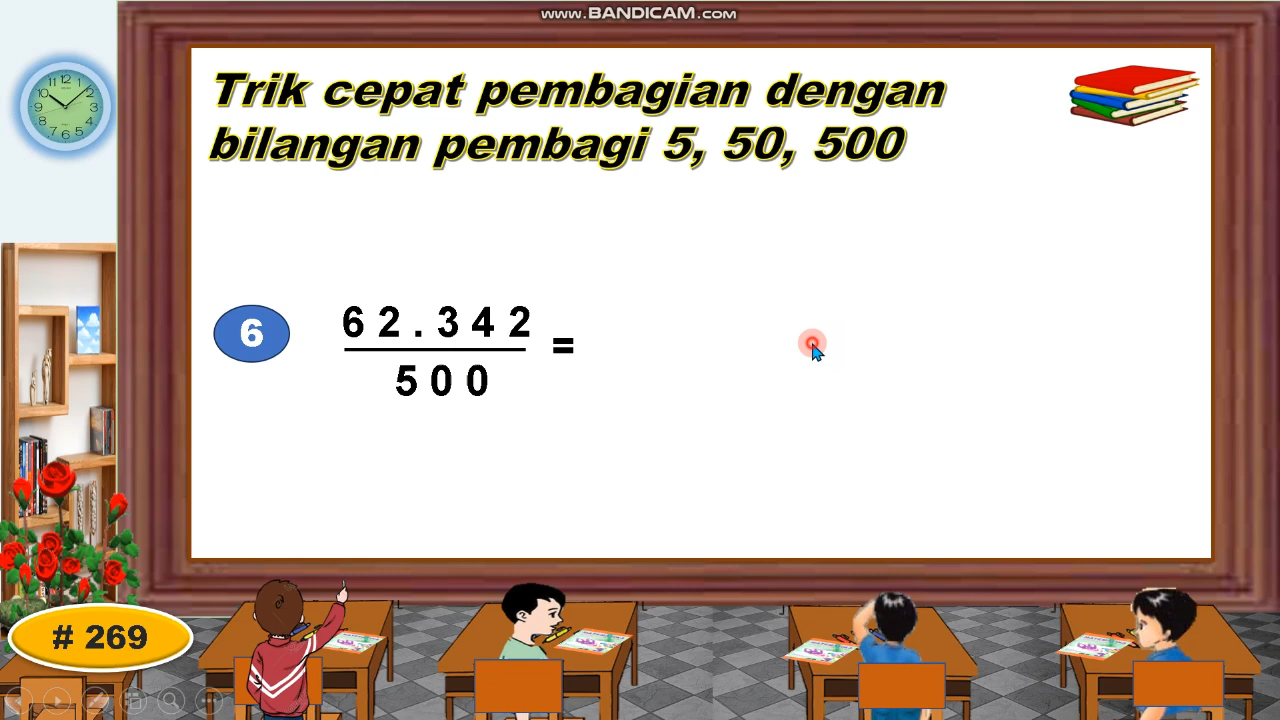 www.BANDICAM.com
Trik cepat pembagian dengan
bilangan pembagi 5, 50, 500
6
62.342
=
500
# 269